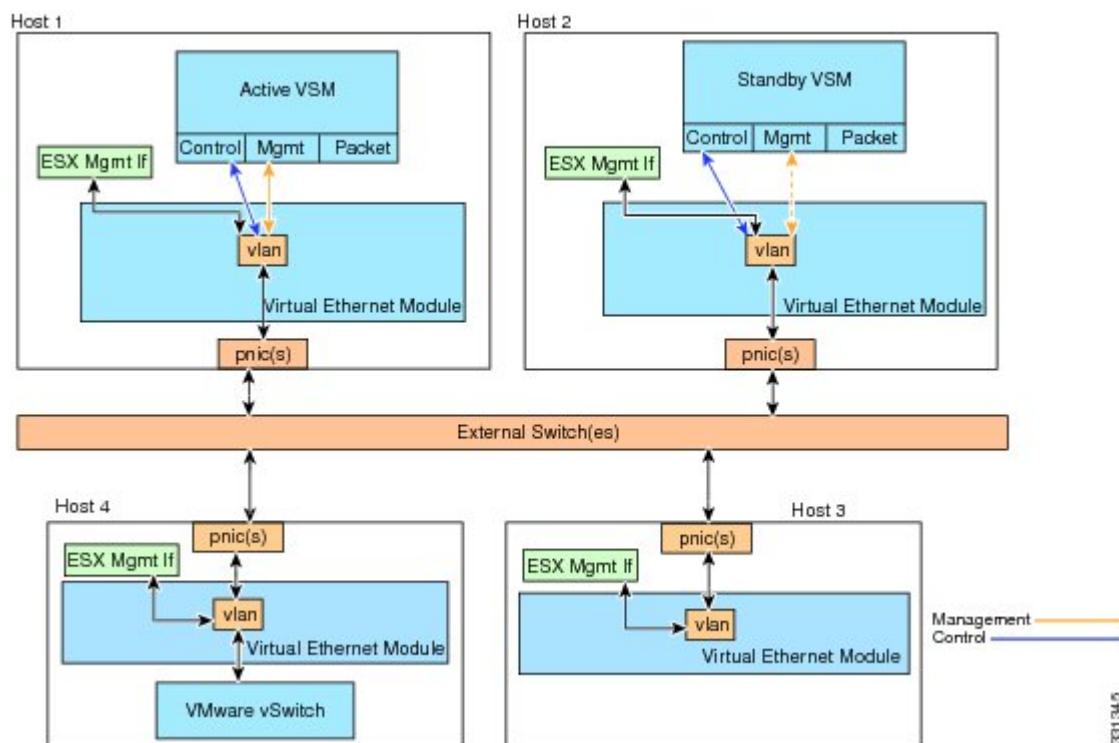 Host 1
Active VSM
Control Mgmt Packet
ESX Mgmt If
vlan
Virtual Ethernet Module
pnic(s)
Host 2
Standby VSM
Control Mgmt Packet
ESX Mgmt If
vlan
Virtual Ethernet Module
pnic(s)
External Switch(es)
Host 4
pnic(s)
ESX Mgmt If
vlan
Virtual Ethernet Module
VMware vSwitch
Host 3
pnic(s)
ESX Mgmt If
vlan
Virtual Ethernet Module
Management
Control